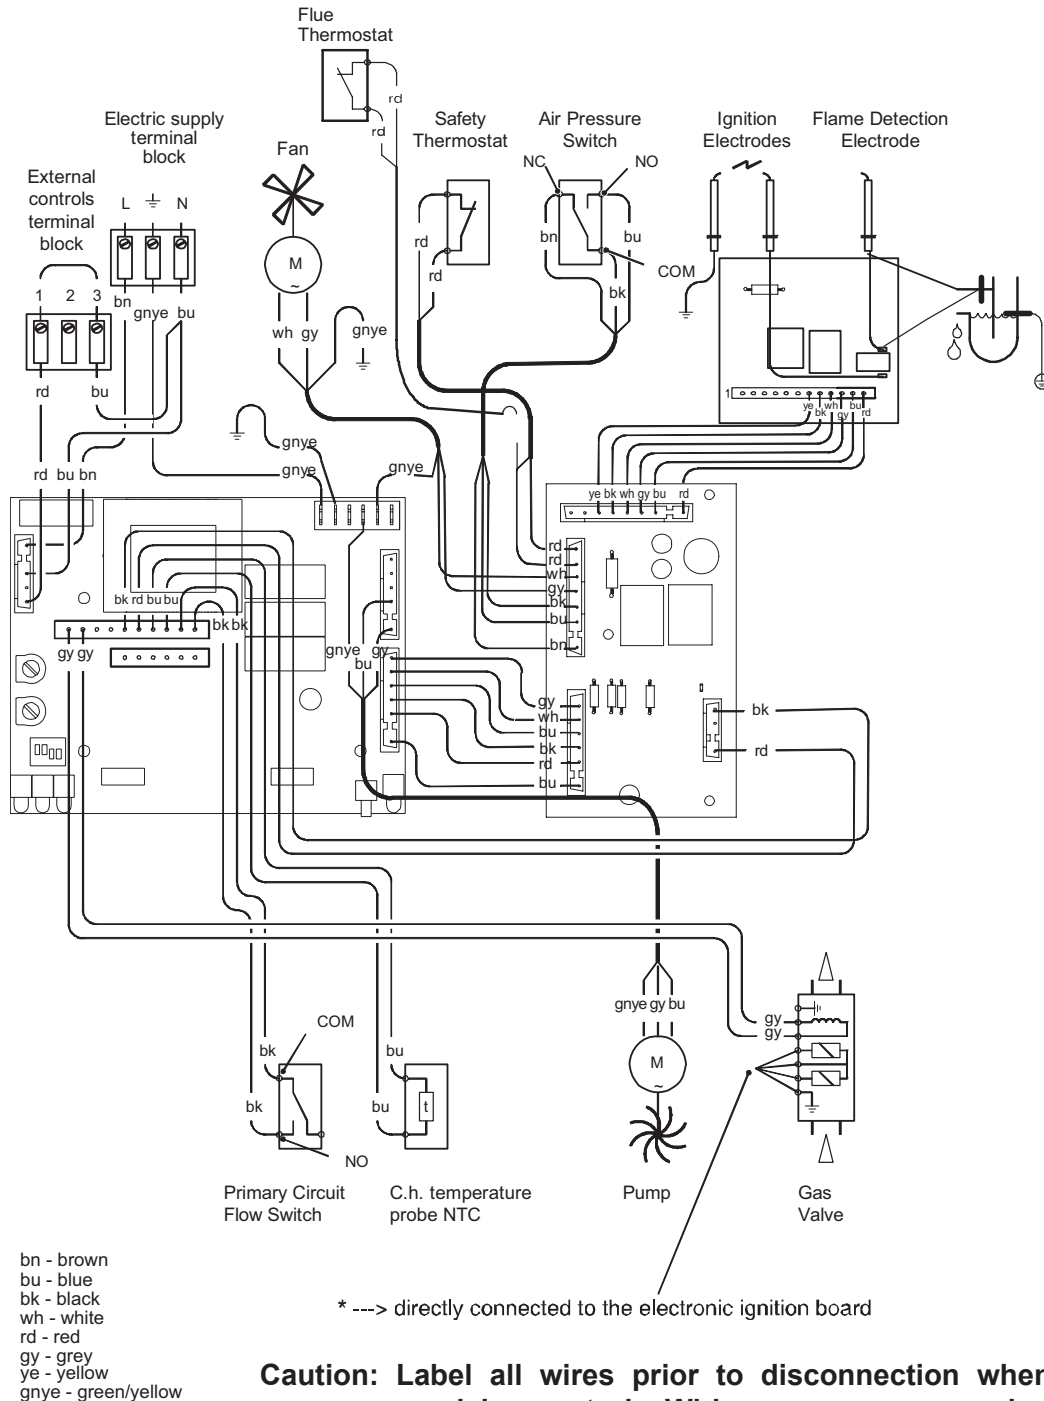 Flue
Thermostat
rd
rd
Electric supply
terminal
block
Fan
Safety
Thermostat
Air Pressure
Switch
Ignition
Electrodes
Flame Detection
Electrode
NC
NO
External
controls
terminal
block
L
N
rd
rd
bn
bu
COM
bk
M
~
1 2 3
bn
gnye
bu
wh gy
gnye
rd
bu
1
ye
bk
wh
gy
bu
rd
gnye
gnye
gnye
rd bu bn
ye bk wh gy bu rd
rd
rd
wh
gy
bk
bu
bn
bk rd bu bu
bk bk
gy gy
gnye
bu
gy
gy
wh
bu
bk
rd
bu
bk
rd
gnye gy bu
M
~
gy
gy
COM
bk
bk
NO
bu
bu
t
Primary Circuit
Flow Switch
C.h. temperature
probe NTC
Pump
Gas
Valve
bn - brown
bu - blue
bk - black
wh - white
rd - red
gy - grey
ye - yellow
gnye - green/yellow
* ---> directly connected to the electronic ignition board
Caution: Label all wires prior to disconnection when